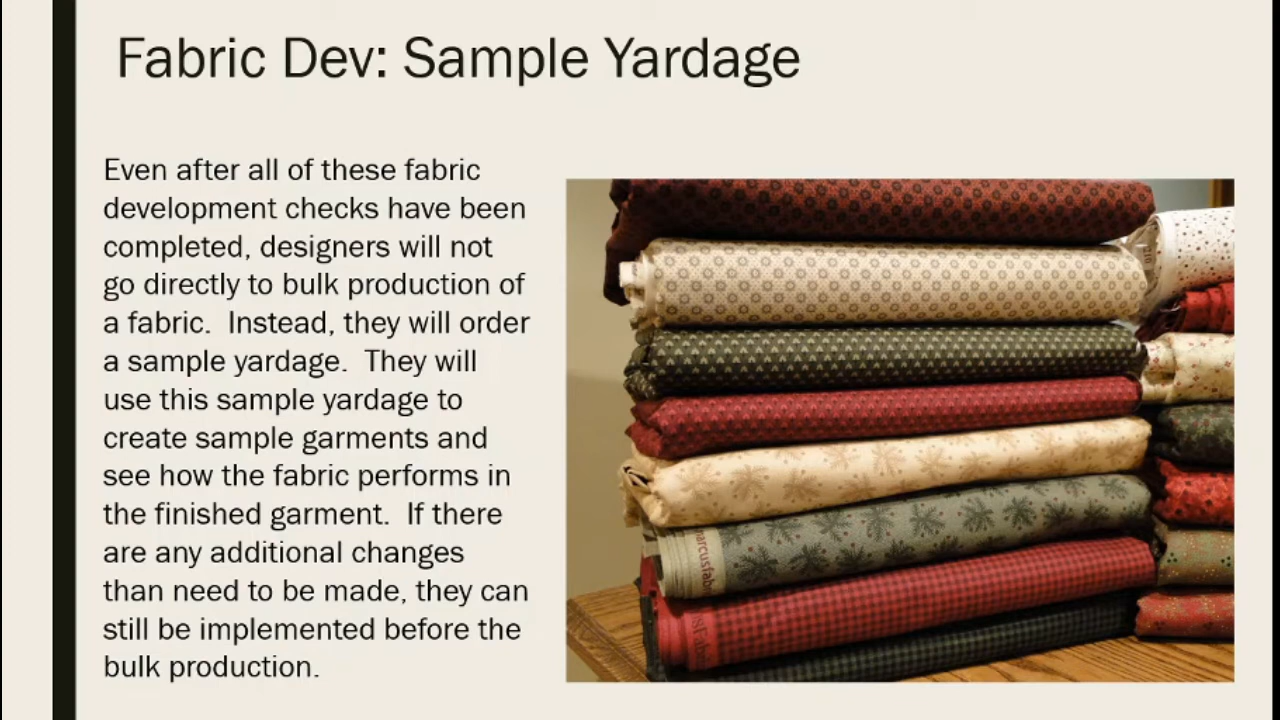 Fabric Dev: Sample Yardage
Even after all of these fabric
development checks have been
completed, designers will not
go directly to bulk production of
a fabric.  Instead, they will order
a sample yardage.  They will
use this sample yardage to
create sample garments and
see how the fabric performs in
the finished garment.  If there
are any additional changes
than need to be made, they can
still be implemented before the
bulk production.